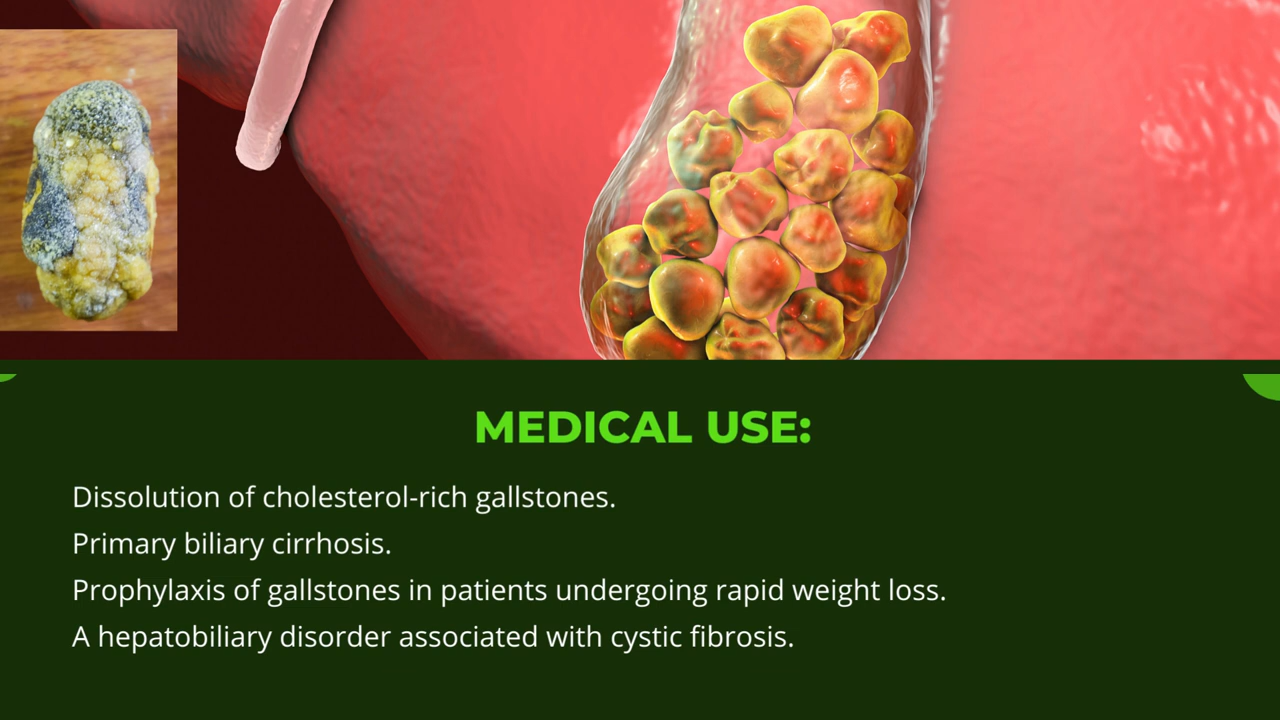 MEDICAL USE:
Dissolution of cholesterol-rich gallstones.
Primary biliary cirrhosis.
Prophylaxis of gallstones in patients undergoing rapid weight loss.
A hepatobiliary disorder associated with cystic fibrosis.